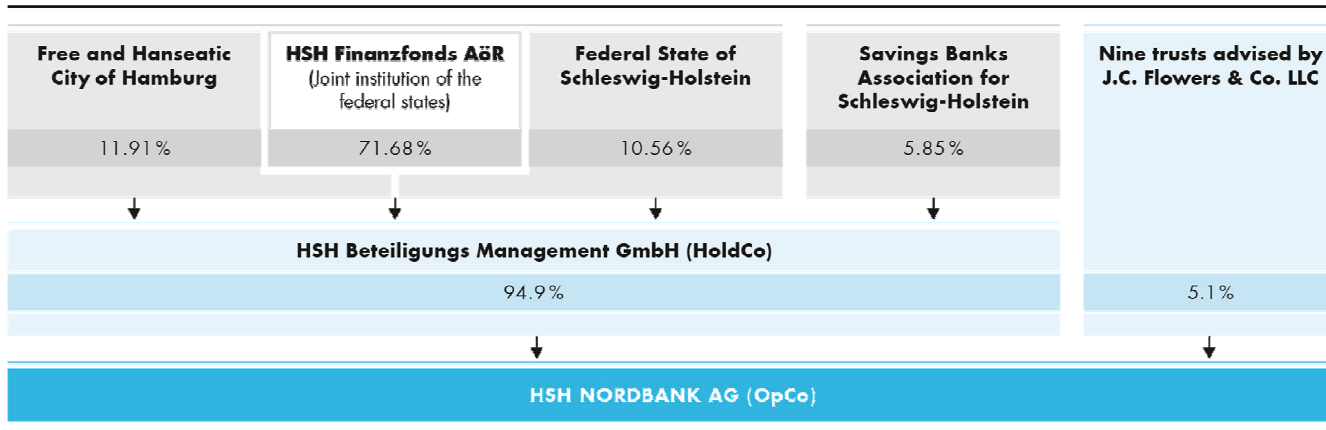 Free and Hanseatic
City of Hamburg
11.91%
HSH Finanzfonds AöR
(Joint institution of the
federal states)
71.68%
Federal State of
Schleswig-Holstein
10.56%
Savings Banks
Association for
Schleswig-Holstein
5.85%
Nine trusts advised by
J.C. Flowers & Co. LLC
HSH Beteiligungs Management GmbH (HoldCo)
94.9%
5.1%
HSH NORDBANK AG (OpCo)